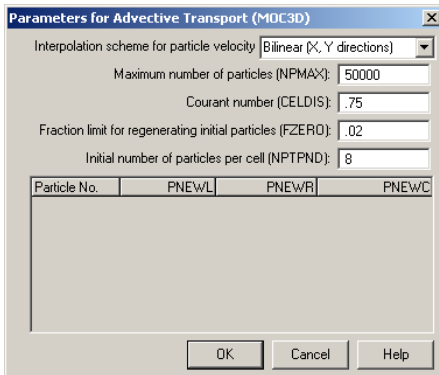 Parameters for Advective Transport (MOC3D)
Interpolation scheme for particle velocity Bilinear (X, Y directions)
Maximum number of particles (NPMAX): 50000
Courant number (CELDIS): .75
Fraction limit for regenerating initial particles (FZERO): .02
Initial number of particles per cell (NPTPND): 8
Particle No. PNEWL PNEWR PNEWC
OK Cancel Help